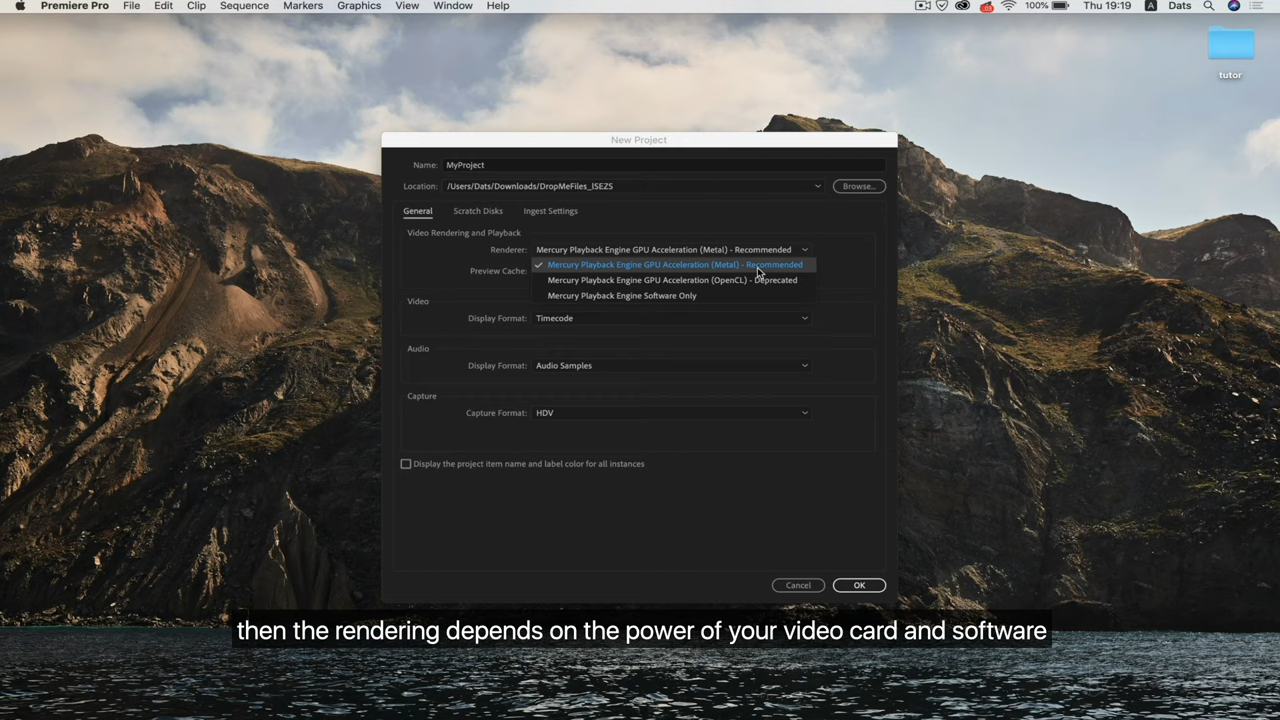 Premiere Pro File Edit Clip Sequence Markers Graphics View Window Help 100% Thu 19:19 A Dats
tutor
New Project
Name: MyProject
Location: /Users/Dats/Downloads/DropMeFiles_lSEZS Browse...
General Scratch Disks Ingest Settings
Video Rendering and Playback
Renderer: Mercury Playback Engine GPU Acceleration (Metal) - Recommended
Mercury Playback Engine GPU Acceleration (Metal) - Recommended
Preview Cache:
Mercury Playback Engine GPU Acceleration (OpenCL) - Deprecated
Mercury Playback Engine Software Only
Video
Display Format: Timecode
Audio
Display Format: Audio Samples
Capture
Capture Format: HDV
Display the project item name and label color for all instances
Cancel OK
then the rendering depends on the power of your video card and software